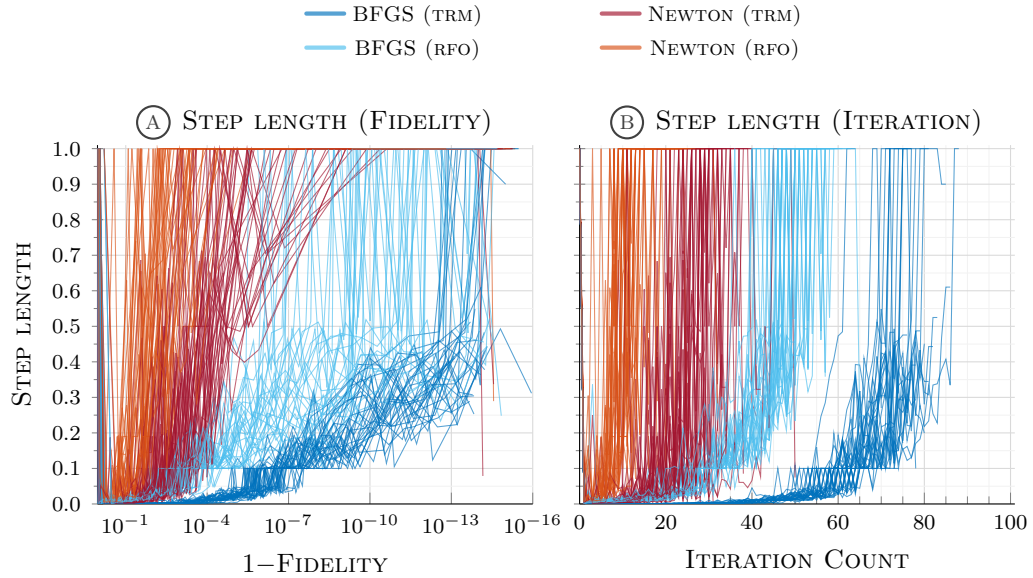 BFGS (TRM) NEWTON (TRM)
BFGS (RFO) NEWTON (RFO)
A STEP LENGTH (FIDELITY)
B STEP LENGTH (ITERATION)
STEP LENGTH
1.0
0.9
0.8
0.7
0.6
0.5
0.4
0.3
0.2
0.1
0.0
10−1 10−4 10−7 10−10 10−13 10−16
1−FIDELITY
0 20 40 60 80 100
ITERATION COUNT